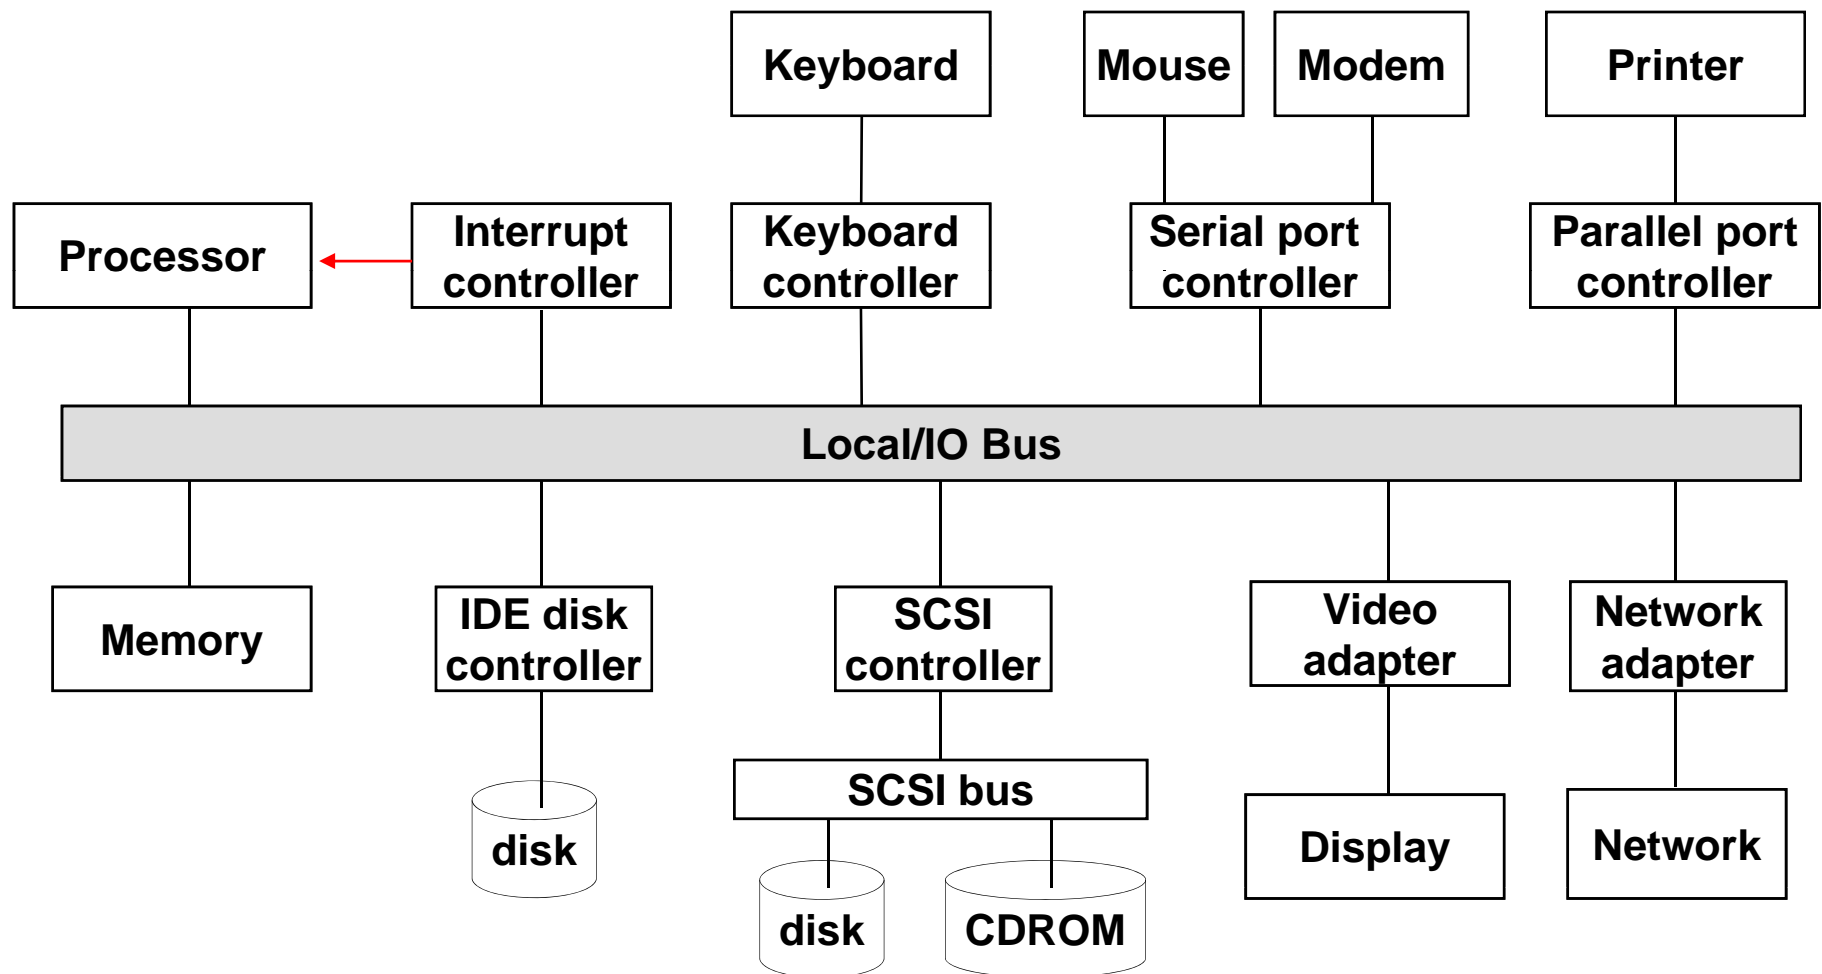 Keyboard
Mouse
Modem
Printer
Processor
Interrupt
controller
Keyboard
controller
Serial port
controller
Parallel port
controller
Local/IO Bus
Memory
IDE disk
controller
SCSI
controller
Video
adapter
Network
adapter
SCSI bus
disk
Display
Network
disk
CDROM